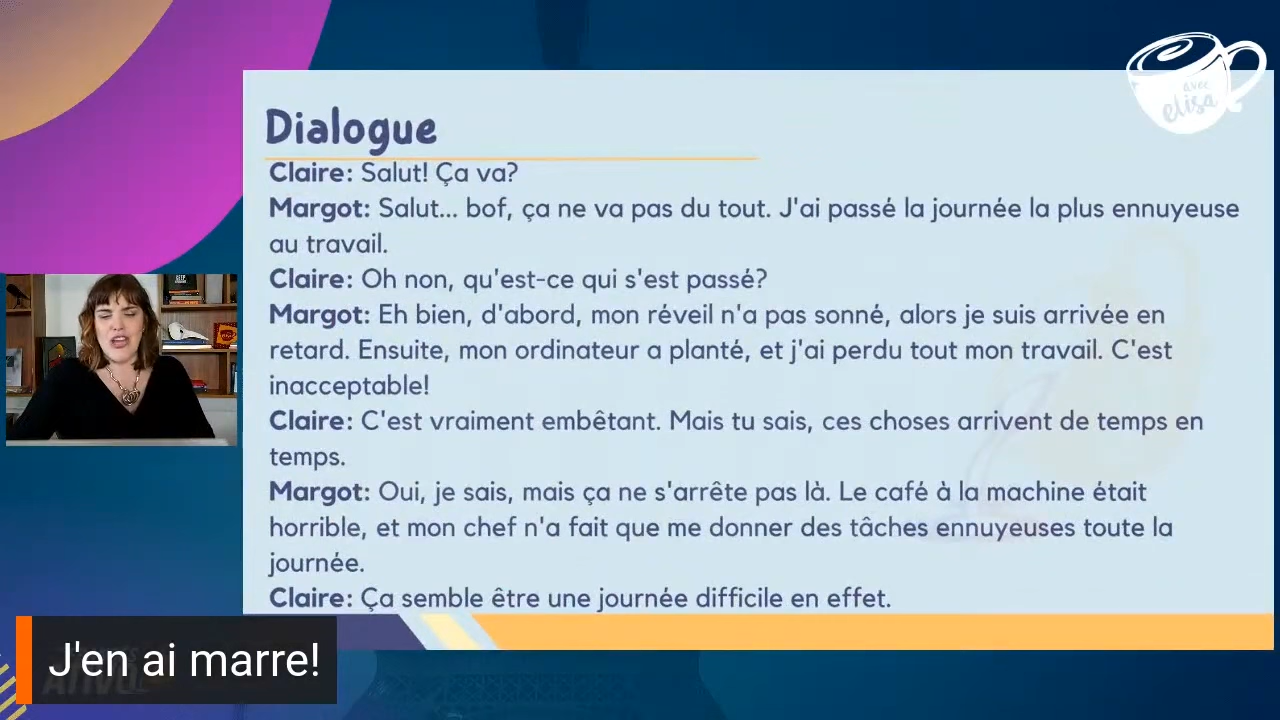 avec
elisa
Dialogue
Claire: Salut! Ça va?
Margot: Salut... bof, ça ne va pas du tout. J'ai passé la journée la plus ennuyeuse
au travail.
Claire: Oh non, qu'est-ce qui s'est passé?
Margot: Eh bien, d'abord, mon réveil n'a pas sonné, alors je suis arrivée en
retard. Ensuite, mon ordinateur a planté, et j'ai perdu tout mon travail. C'est
inacceptable!
Claire: C'est vraiment embêtant. Mais tu sais, ces choses arrivent de temps en
temps.
Margot: Oui, je sais, mais ça ne s'arrête pas là. Le café à la machine était
horrible, et mon chef n'a fait que me donner des tâches ennuyeuses toute la
journée.
Claire: Ça semble être une journée difficile en effet.
J'en ai marre!